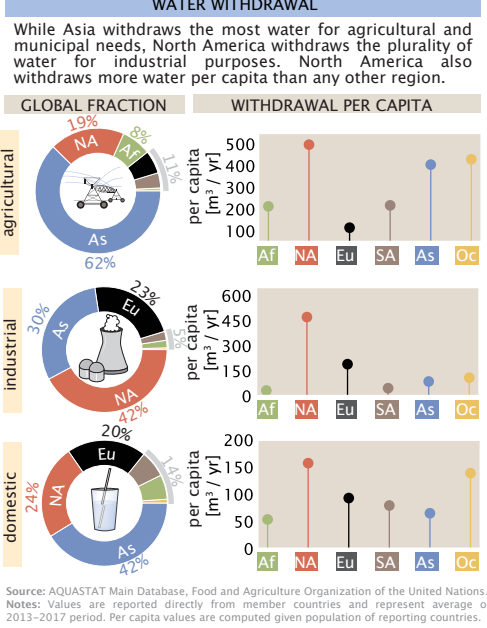 WATER WITHDRAWAL
While Asia withdraws the most water for agricultural and
municipal needs, North America withdraws the plurality of
water for industrial purposes. North America also
withdraws more water per capita than any other region.
GLOBAL FRACTION
WITHDRAWAL PER CAPITA
agricultural
19%
8%
11%
NA
Af
As
62%
per capita
[m³ / yr]
500
400
300
200
100
Af NA Eu SA As Oc
industrial
30%
23%
5%
As
Eu
NA
42%
per capita
[m³ / yr]
600
450
300
150
0
Af NA Eu SA As Oc
domestic
20%
24%
14%
Eu
NA
As
42%
per capita
[m³ / yr]
200
150
100
50
0
Af NA Eu SA As Oc
Source: AQUASTAT Main Database, Food and Agriculture Organization of the United Nations.
Notes: Values are reported directly from member countries and represent average o
2013-2017 period. Per capita values are computed given population of reporting countries.